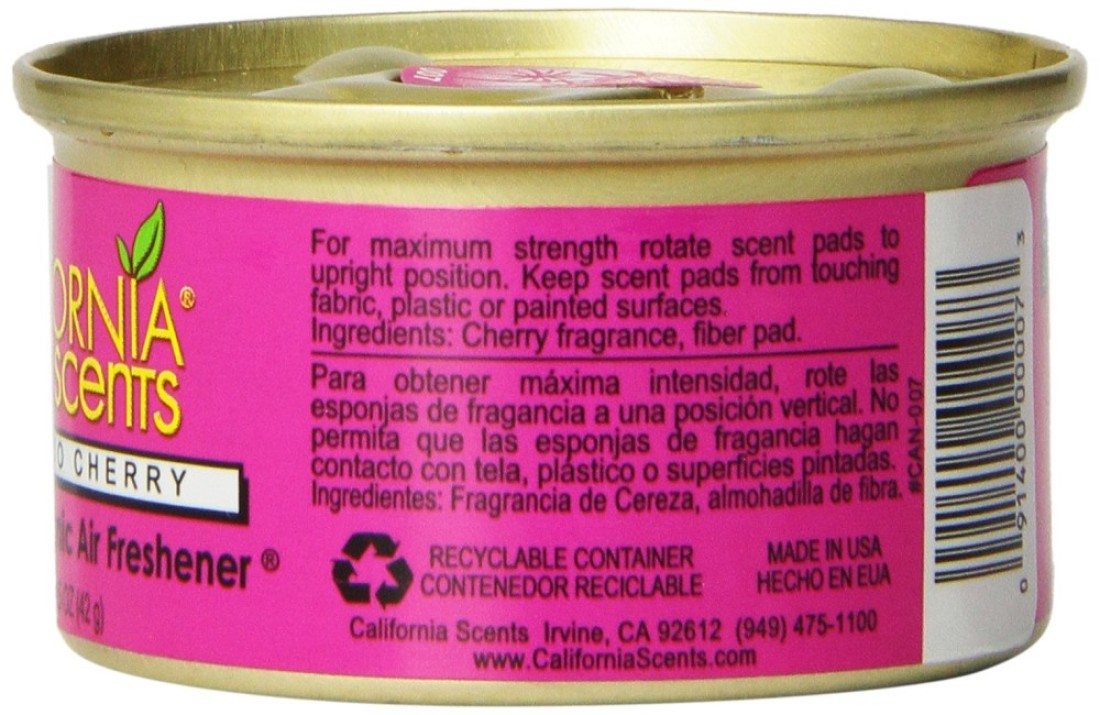 007
ORNIA®
scents
O CHERRY
ic Air Freshener®
OZ (42 g)
For maximum strength rotate scent pads to
upright position. Keep scent pads from touching
fabric, plastic or painted surfaces.
Ingredients: Cherry fragrance, fiber pad.
Para obtener máxima intensidad, rote las
esponjas de fragancia a una posición vertical. No
permita que las esponjas de fragancia hagan
contacto con tela, plástico o superficies pintadas.
Ingredientes: Fragrancia de Cereza, almohadilla de fibra.
RECYCLABLE CONTAINER
CONTENEDOR RECICLABLE
MADE IN USA
HECHO EN EUA
California Scents Irvine, CA 92612 (949) 475-1100
www.CaliforniaScents.com
#CAN-007
0 91400 00007 3